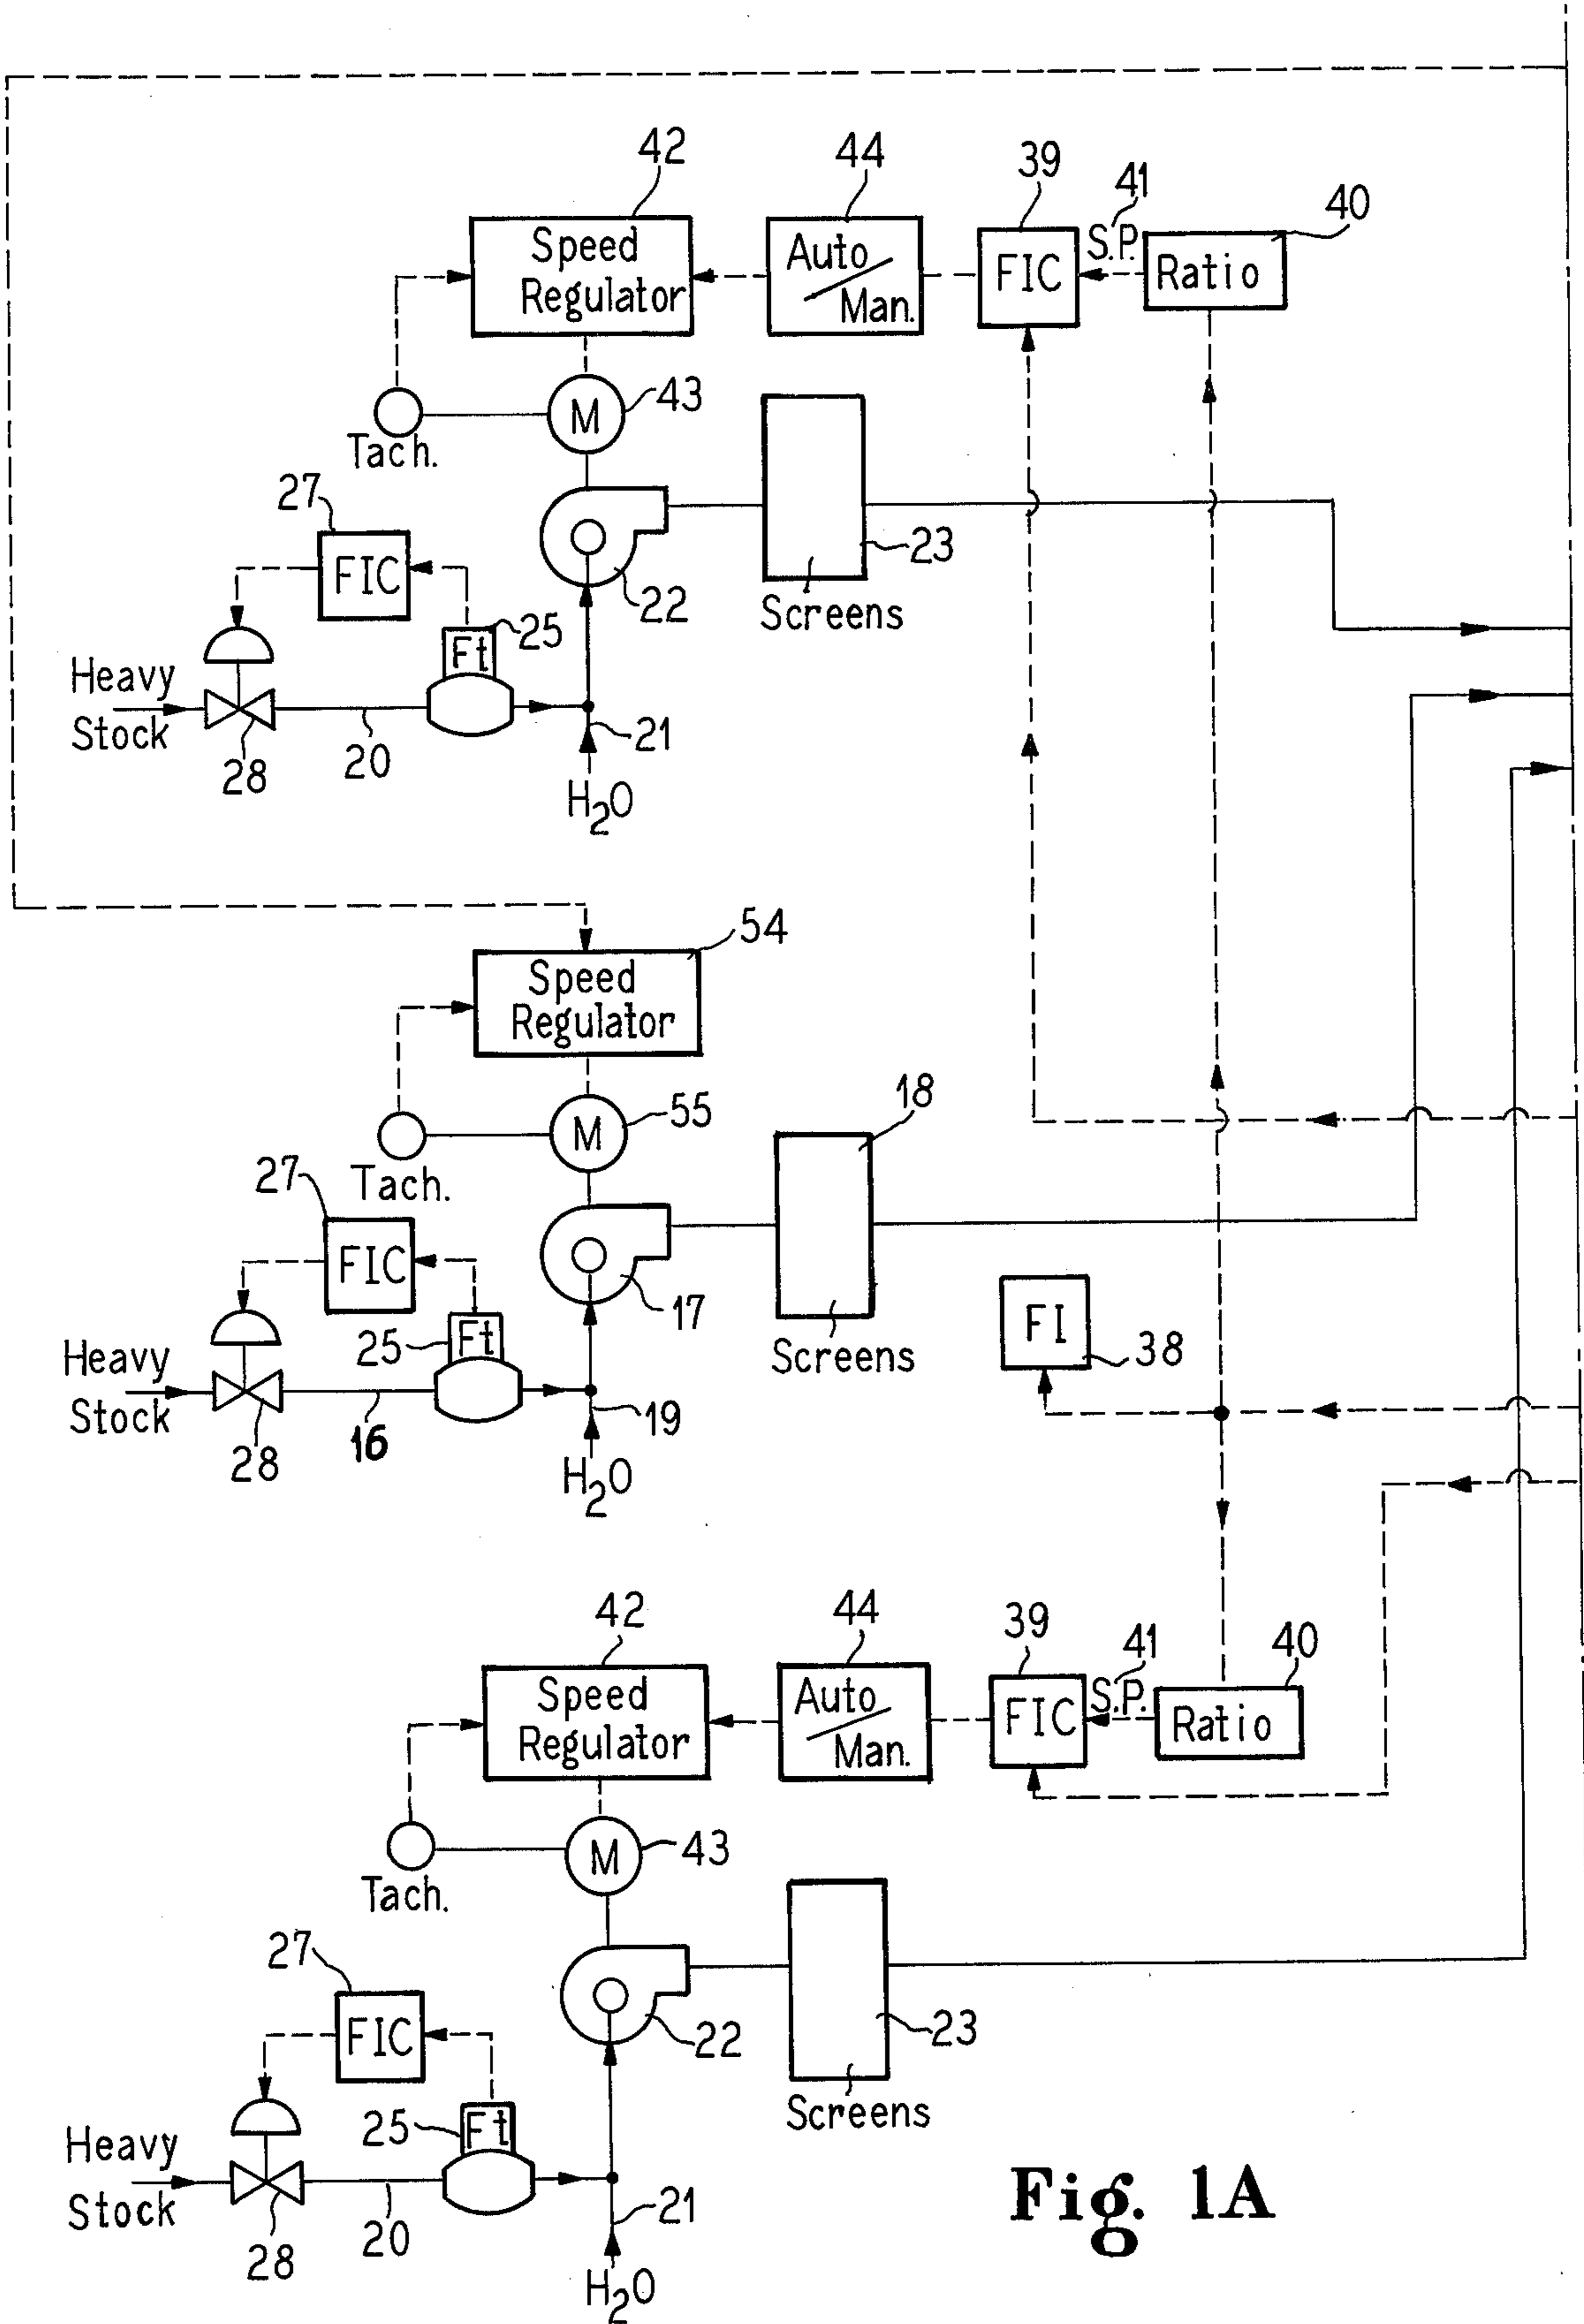 42
44
39
41
40
Speed
Regulator
Auto
Man.
FIC
S.P.
Ratio
M
43
Tach.
27
FIC
22
23
Screens
25
Ft
Heavy
Stock
28
20
21
H2O
54
Speed
Regulator
55
M
18
Tach.
27
FIC
17
FI
38
Screens
25
Ft
Heavy
Stock
28
16
19
H2O
42
44
39
41
40
Speed
Regulator
Auto
Man.
FIC
S.P.
Ratio
M
43
Tach.
27
FIC
22
23
Screens
25
Ft
Heavy
Stock
28
20
21
H2O
Fig. 1A